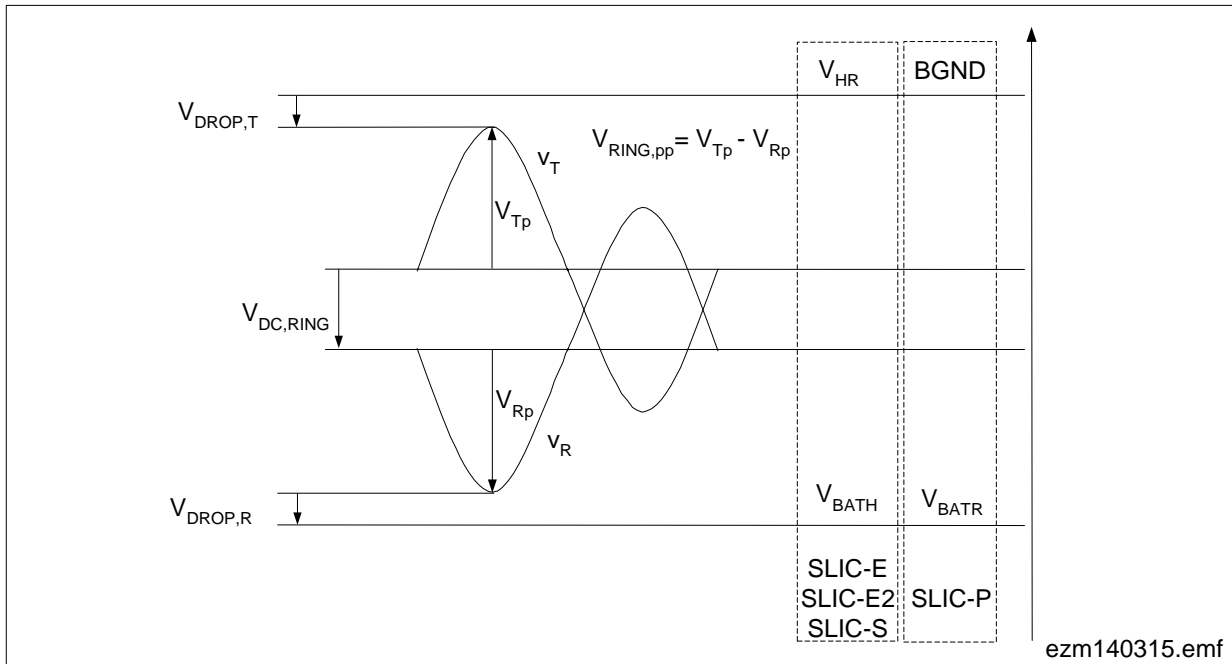 V_HR
BGND
V_DROP,T
v_T
V_RING,pp= V_Tp - V_Rp
V_Tp
V_DC,RING
V_Rp
v_R
V_DROP,R
V_BATH
V_BATR
SLIC-E
SLIC-E2
SLIC-S
SLIC-P
ezm140315.emf